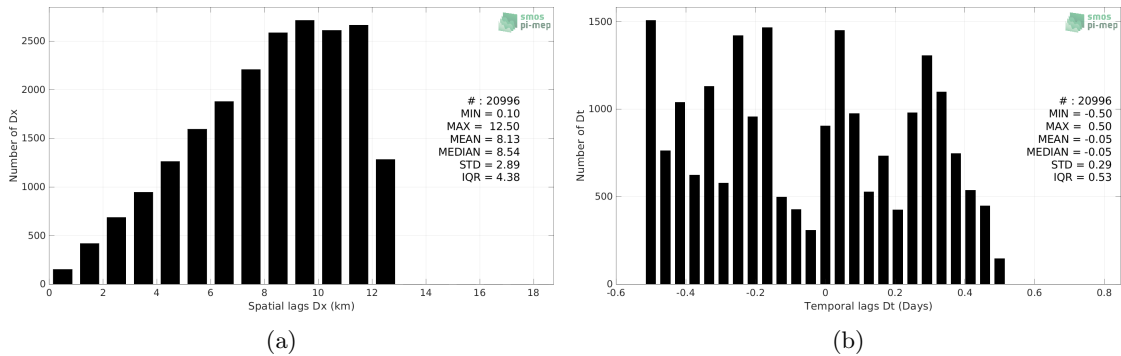 smos
pi-mep
2500
2000
1500
1000
500
0
Number of Dx
# : 20996
MIN = 0.10
MAX = 12.50
MEAN = 8.13
MEDIAN = 8.54
STD = 2.89
IQR = 4.38
0 2 4 6 8 10 12 14 16 18
Spatial lags Dx (km)
(a)
smos
pi-mep
1500
1000
500
0
Number of Dt
# : 20996
MIN = -0.50
MAX = 0.50
MEAN = -0.05
MEDIAN = -0.05
STD = 0.29
IQR = 0.53
-0.6 -0.4 -0.2 0 0.2 0.4 0.6 0.8
Temporal lags Dt (Days)
(b)